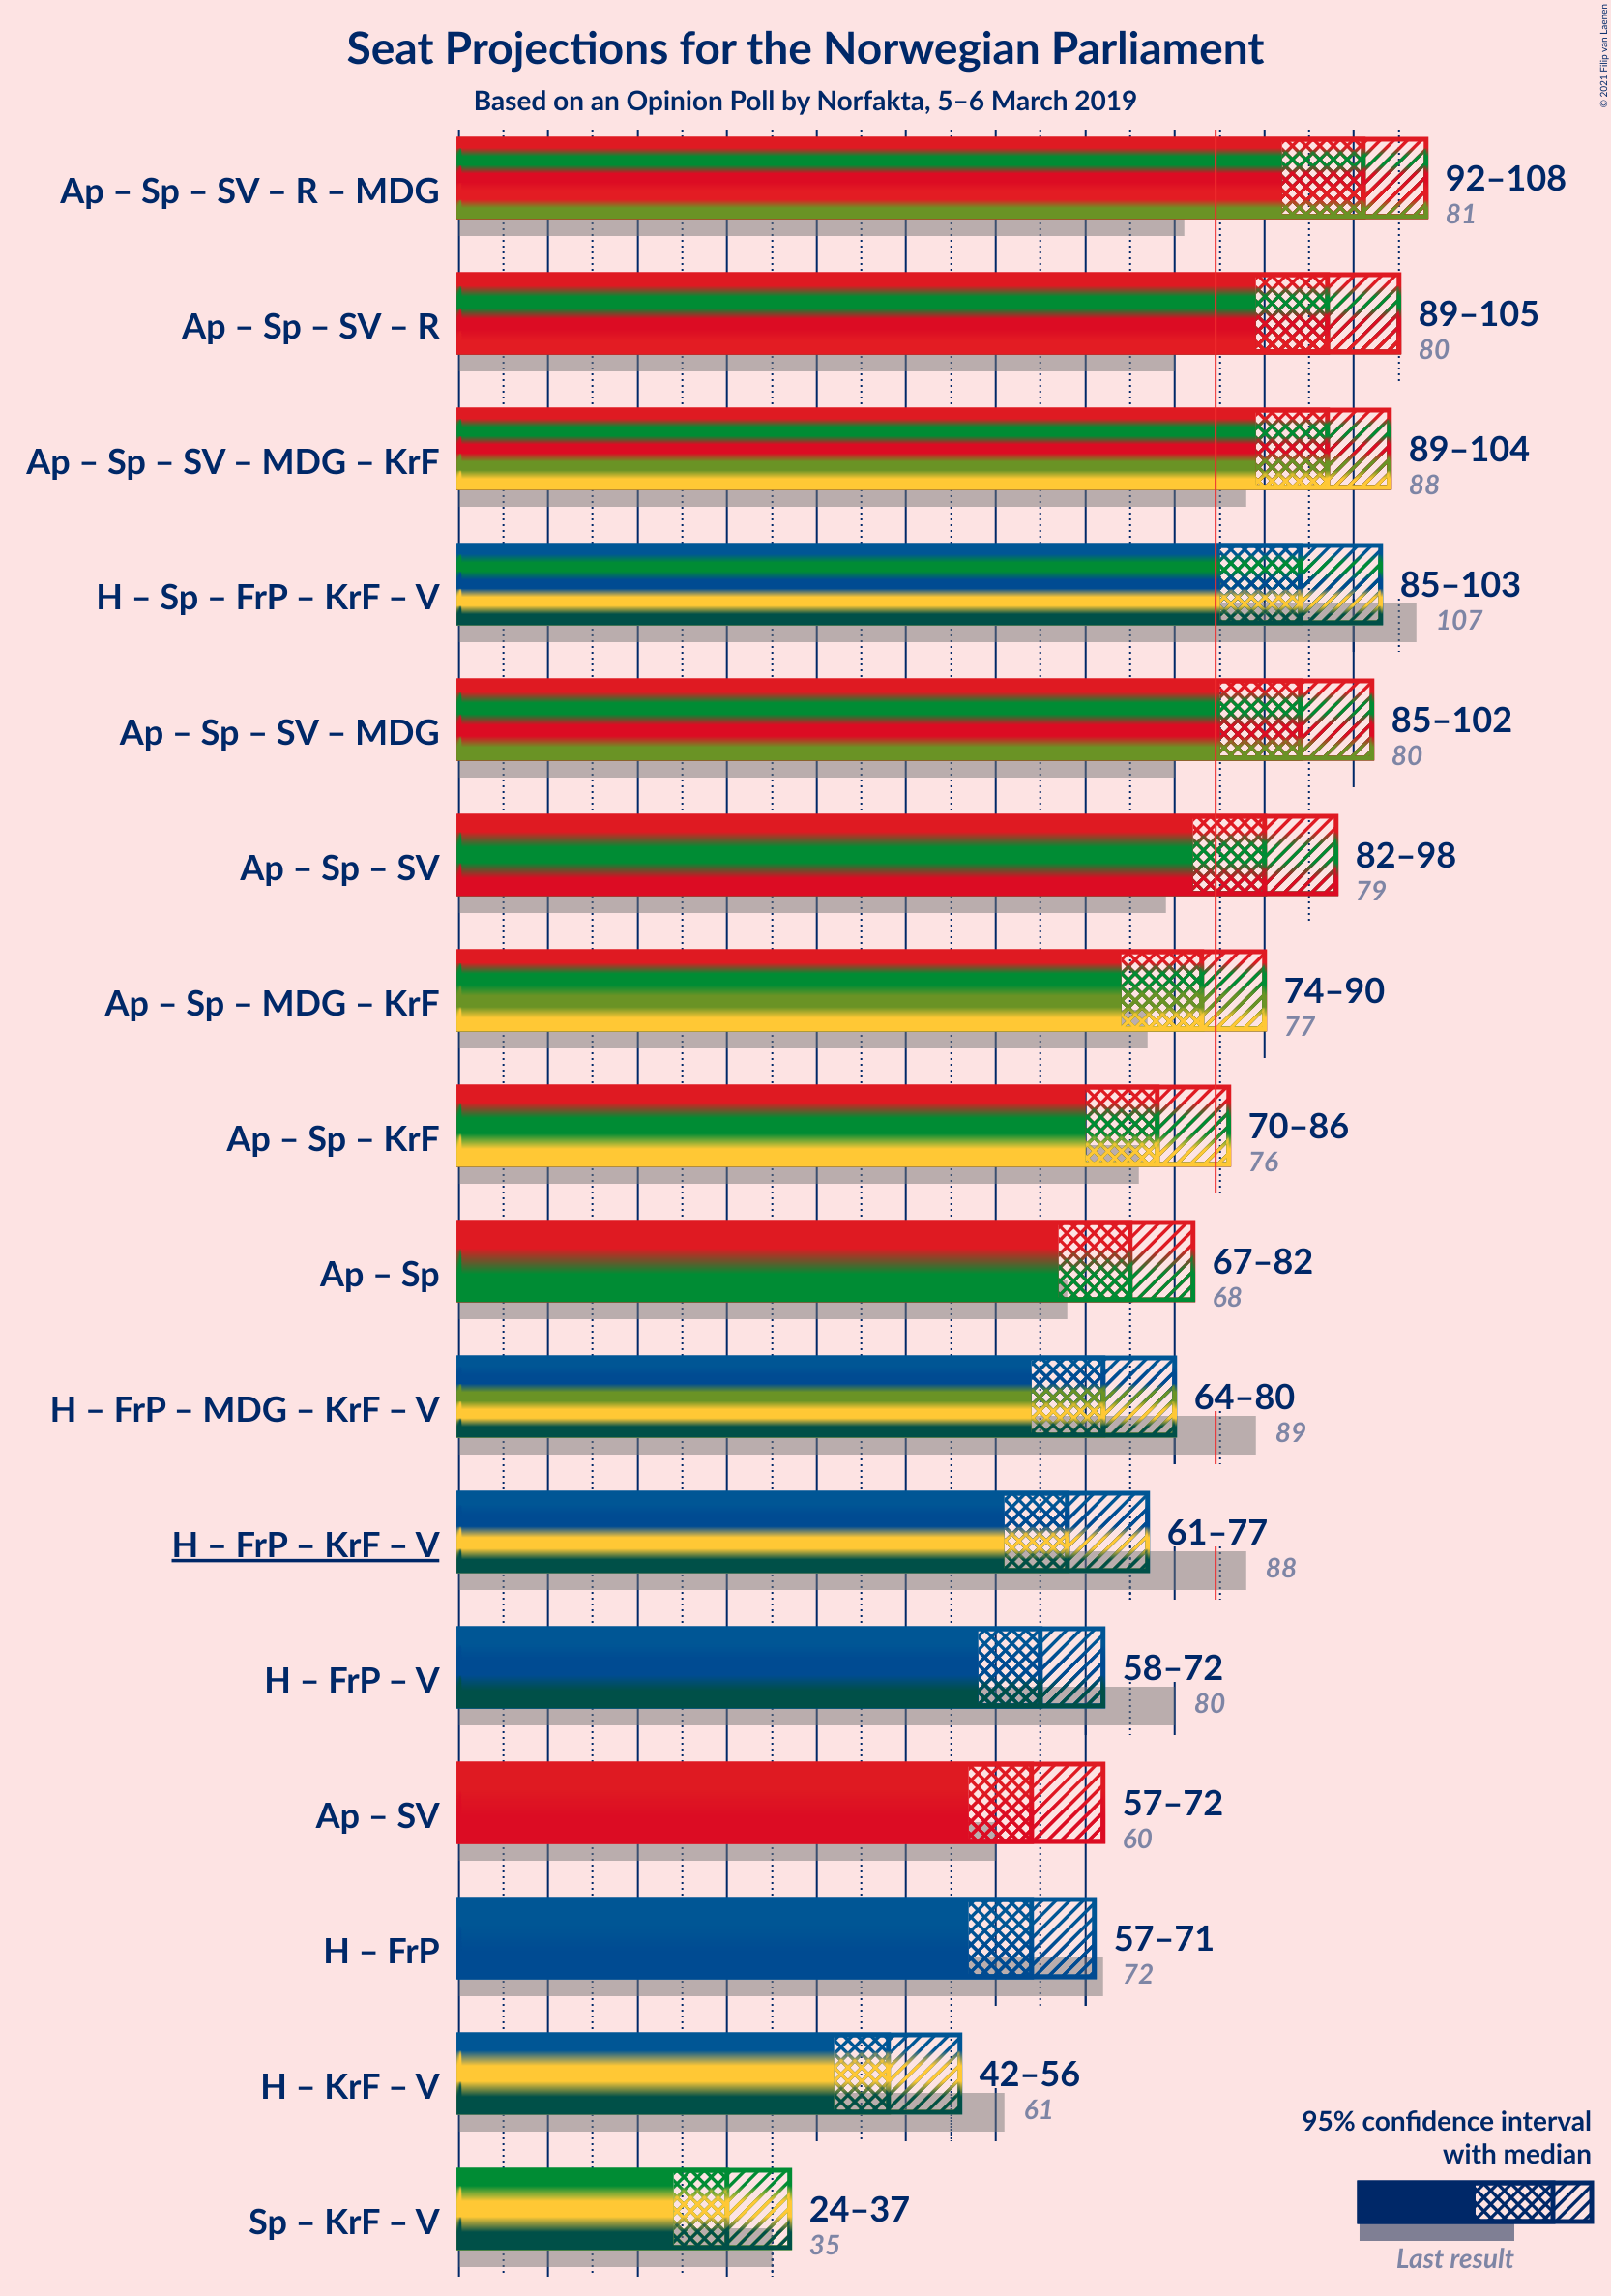 © 2021 Filip van Laenen
Seat Projections for the Norwegian Parliament
Based on an Opinion Poll by Norfakta, 5–6 March 2019
Ap – Sp – SV – R – MDG
92–108
81
Ap – Sp – SV – R
89–105
80
Ap – Sp – SV – MDG – KrF
89–104
88
H – Sp – FrP – KrF – V
85–103
107
Ap – Sp – SV – MDG
85–102
80
Ap – Sp – SV
82–98
79
Ap – Sp – MDG – KrF
74–90
77
Ap – Sp – KrF
70–86
76
Ap – Sp
67–82
68
H – FrP – MDG – KrF – V
64–80
89
H – FrP – KrF – V
61–77
88
H – FrP – V
58–72
80
Ap – SV
57–72
60
H – FrP
57–71
72
H – KrF – V
42–56
61
Sp – KrF – V
24–37
35
95% confidence interval
with median
Last result